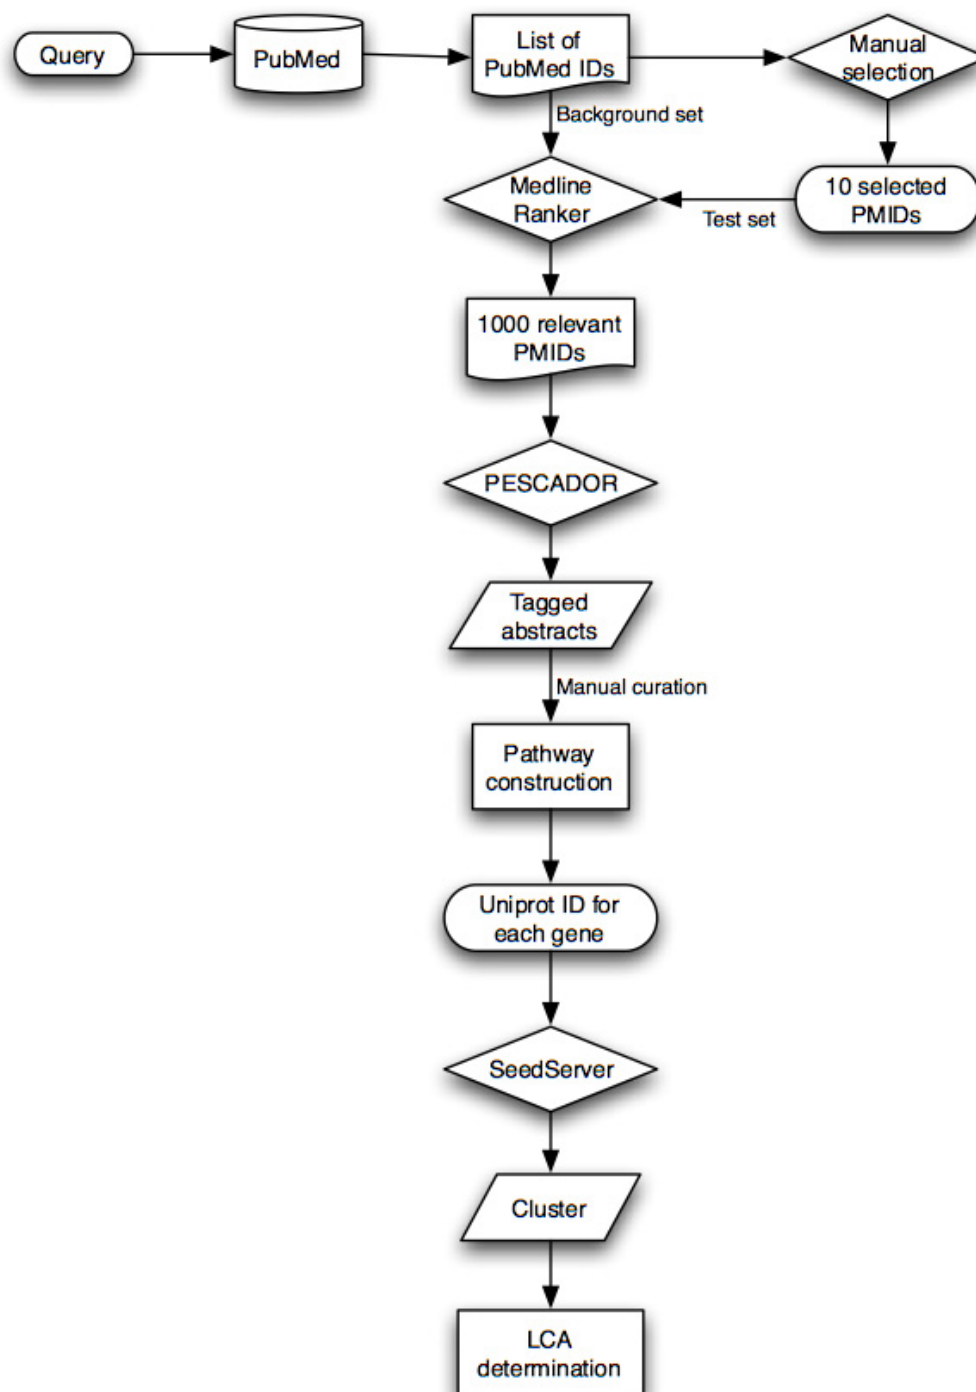 Query
PubMed
List of
PubMed IDs
Manual
selection
Background set
Medline
Ranker
Test set
10 selected
PMIDs
1000 relevant
PMIDs
PESCADOR
Tagged
abstracts
Manual curation
Pathway
construction
Uniprot ID for
each gene
SeedServer
Cluster
LCA
determination